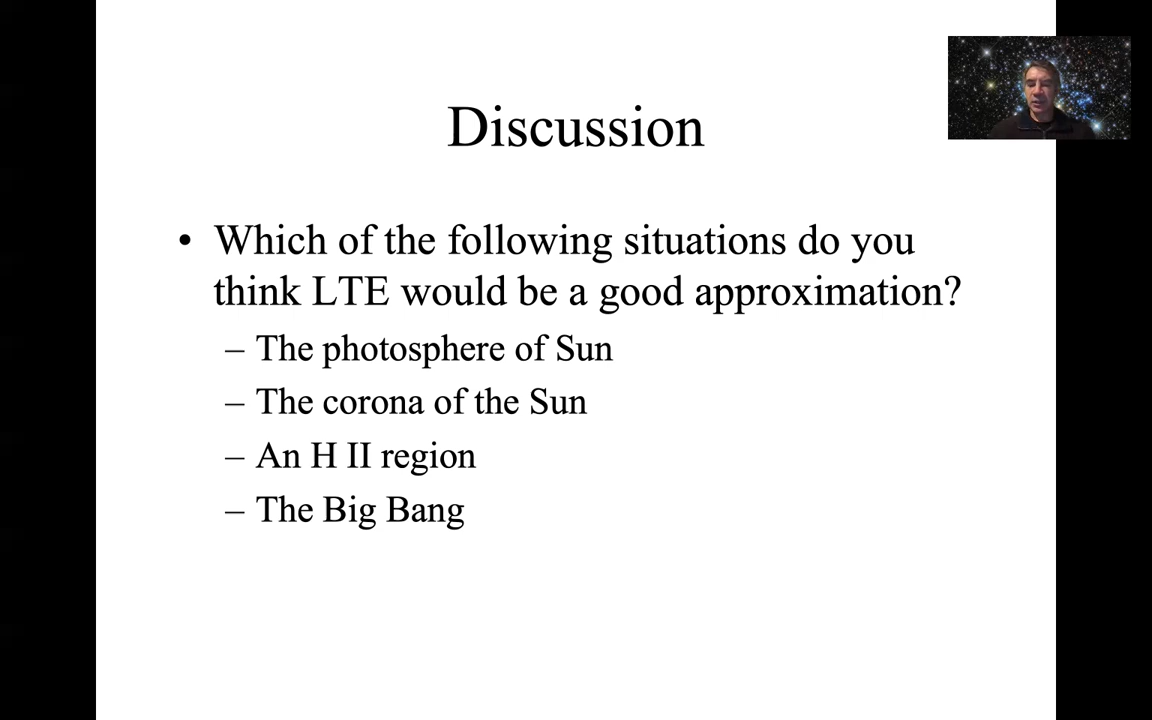 Discussion
• Which of the following situations do you
think LTE would be a good approximation?
– The photosphere of Sun
– The corona of the Sun
– An H II region
– The Big Bang